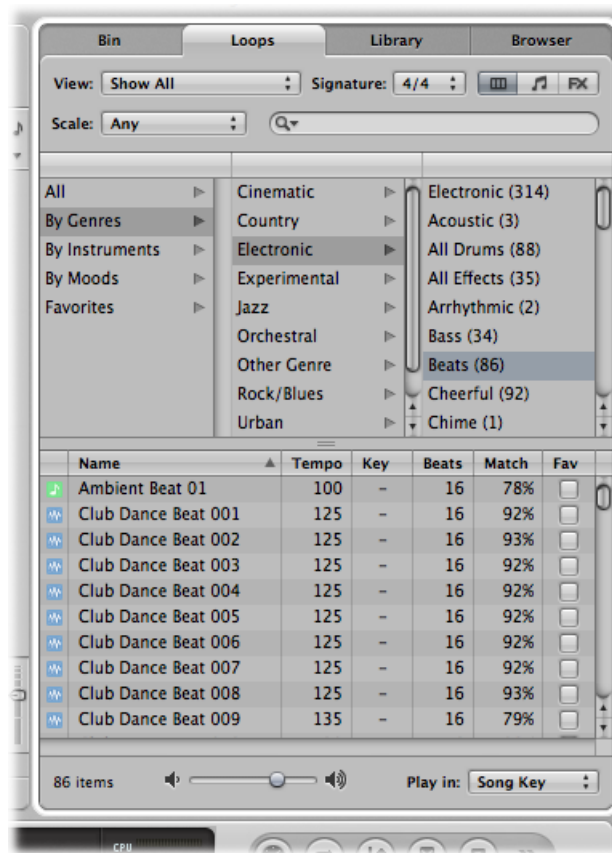 Bin Loops Library Browser
View: Show All Signature: 4/4 FX
Scale: Any
All Cinematic Electronic (314)
By Genres Country Acoustic (3)
By Instruments Electronic All Drums (88)
By Moods Experimental All Effects (35)
Favorites Jazz Arrhythmic (2)
Orchestral Bass (34)
Other Genre Beats (86)
Rock/Blues Cheerful (92)
Urban Chime (1)
Name Tempo Key Beats Match Fav
Ambient Beat 01 100 – 16 78%
Club Dance Beat 001 125 – 16 92%
Club Dance Beat 002 125 – 16 93%
Club Dance Beat 003 125 – 16 92%
Club Dance Beat 004 125 – 16 92%
Club Dance Beat 005 125 – 16 92%
Club Dance Beat 006 125 – 16 92%
Club Dance Beat 007 125 – 16 92%
Club Dance Beat 008 125 – 16 93%
Club Dance Beat 009 135 – 16 79%
86 items Play in: Song Key
CPU